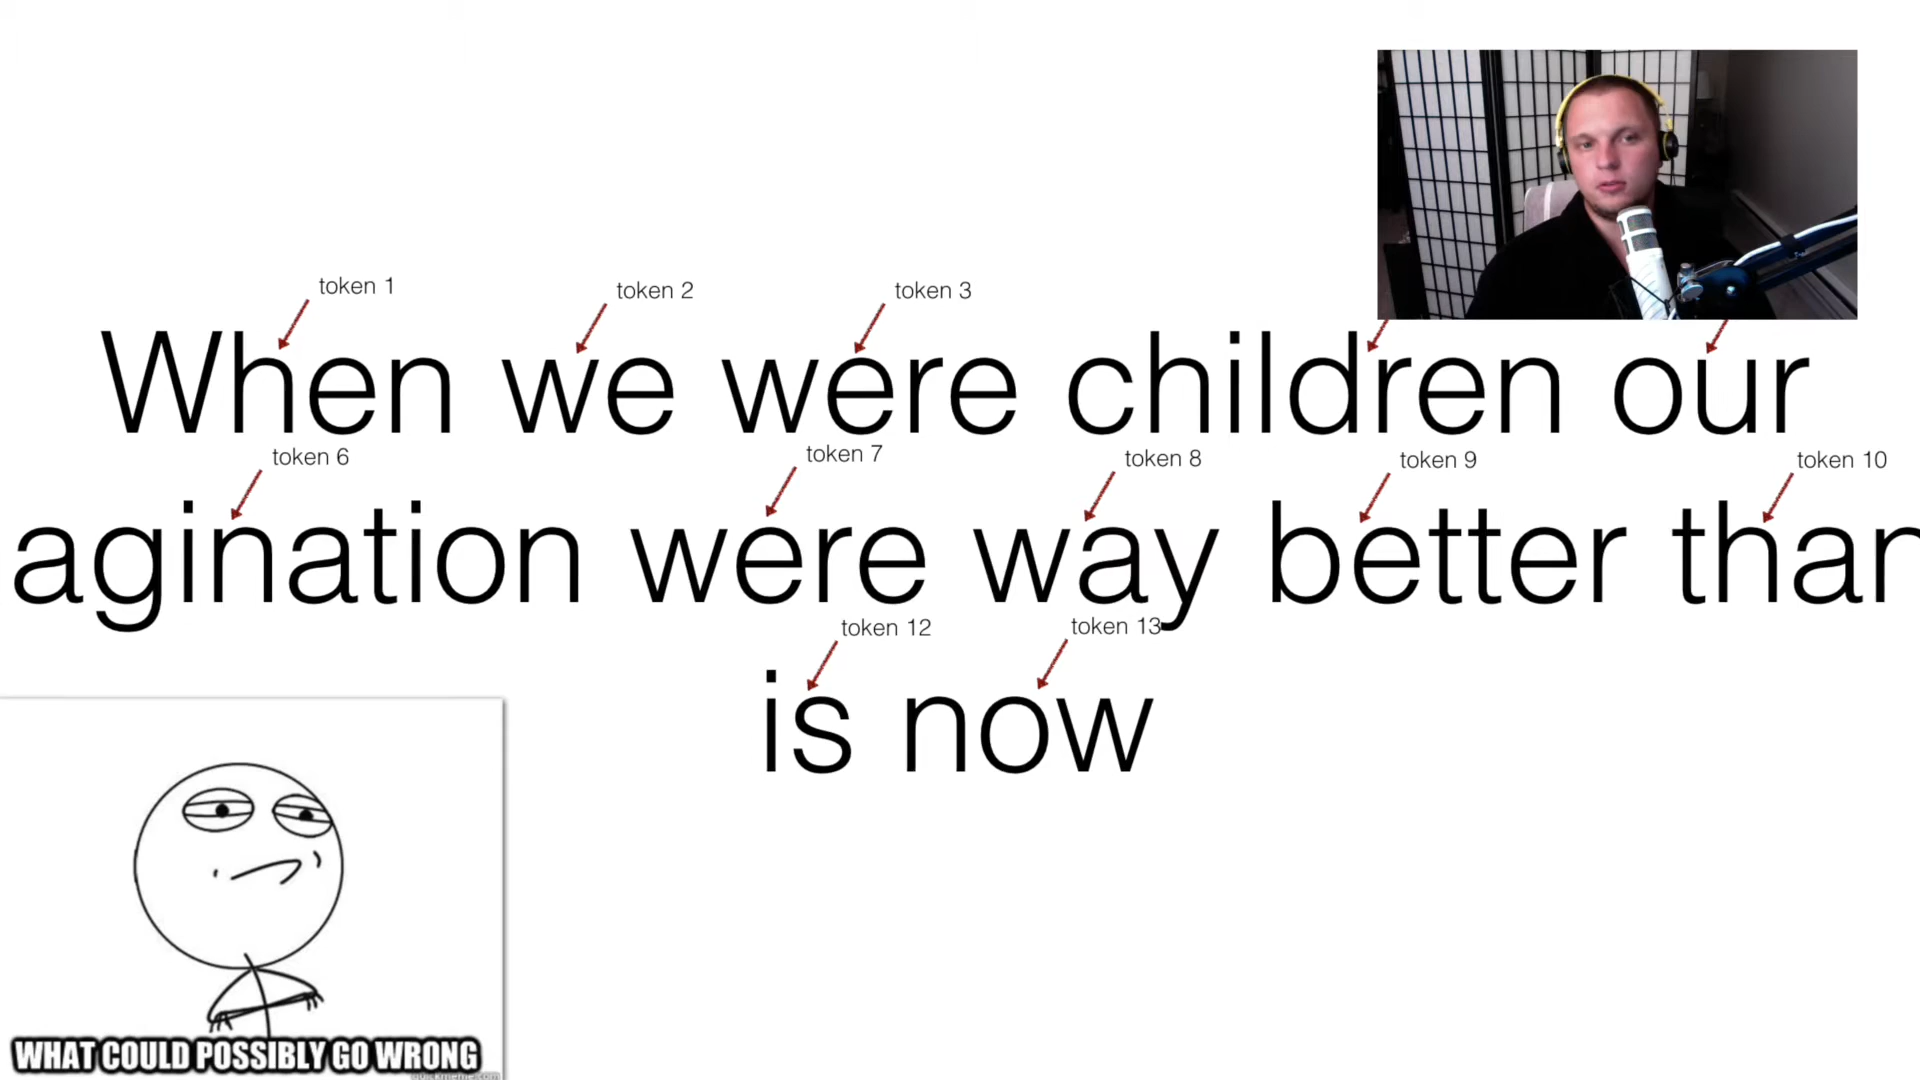 token 1 token 2 token 3
When we were children our
token 6 token 7 token 8 token 9 token 10
agination were way better than
token 12 token 13
is now
WHAT COULD POSSIBLY GO WRONG